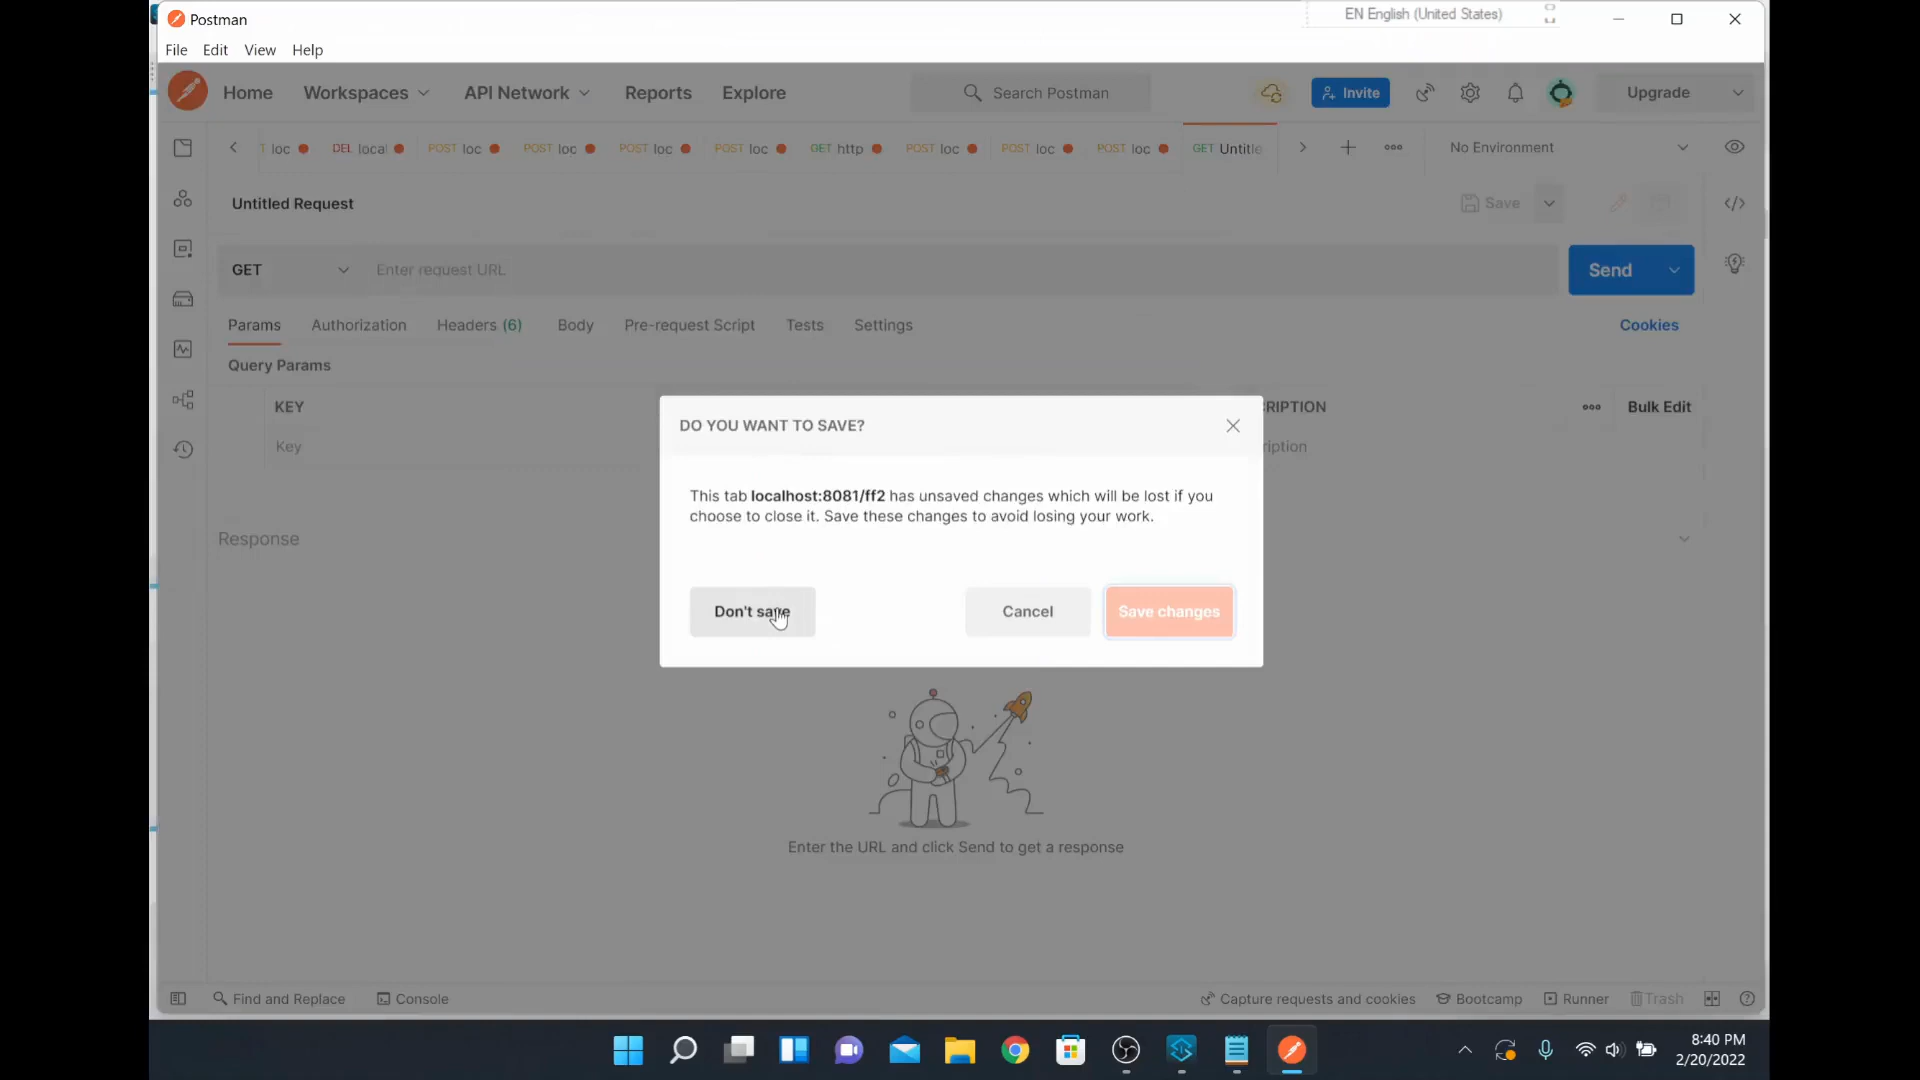 Postman
EN English (United States)
File Edit View Help
Home Workspaces API Network Reports Explore Search Postman Invite Upgrade
T loc DEL local POST loc POST loc POST loc POST loc GET http POST loc POST loc POST loc GET Untitle No Environment
Untitled Request Save
GET Enter request URL Send
Params Authorization Headers (6) Body Pre-request Script Tests Settings Cookies
Query Params
KEY RIPTION Bulk Edit
Key ription
DO YOU WANT TO SAVE?
This tab localhost:8081/ff2 has unsaved changes which will be lost if you
choose to close it. Save these changes to avoid losing your work.
Response
Don't save Cancel Save changes
Enter the URL and click Send to get a response
Find and Replace Console Capture requests and cookies Bootcamp Runner Trash
8:40 PM
2/20/2022